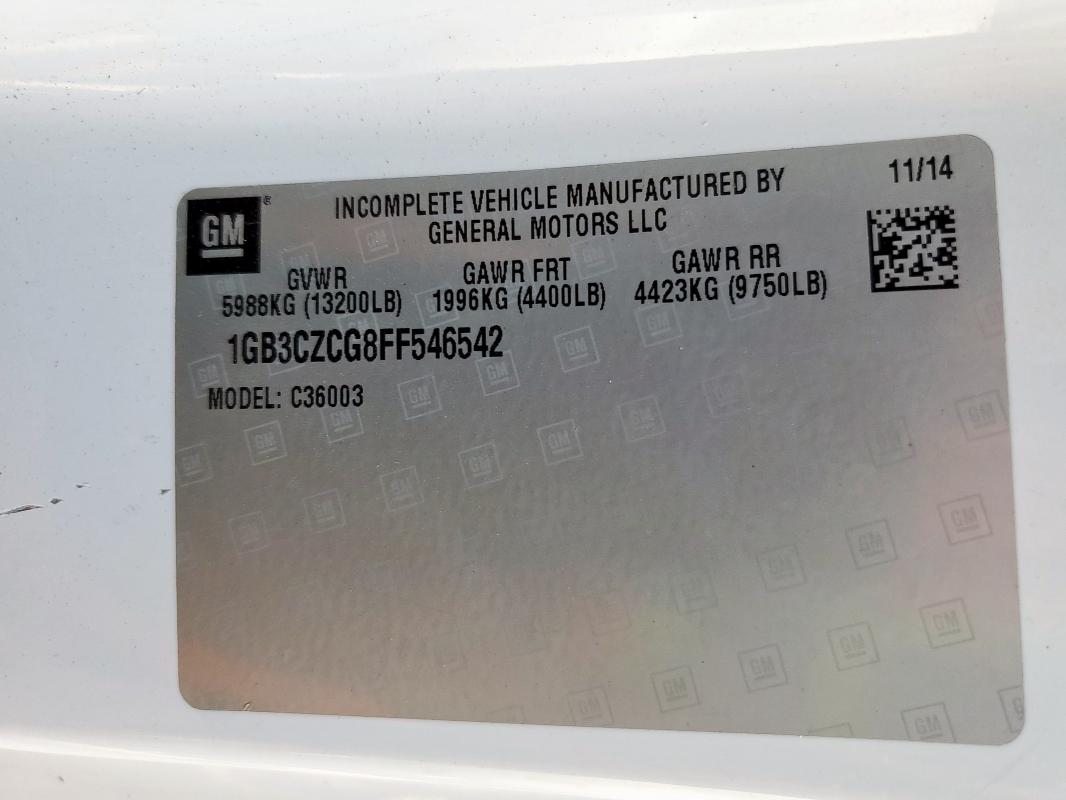 GM®
INCOMPLETE VEHICLE MANUFACTURED BY
GENERAL MOTORS LLC
11/14
GVWR
5988KG (13200LB)
GAWR FRT
1996KG (4400LB)
GAWR RR
4423KG (9750LB)
1GB3CZCG8FF546542
MODEL: C36003